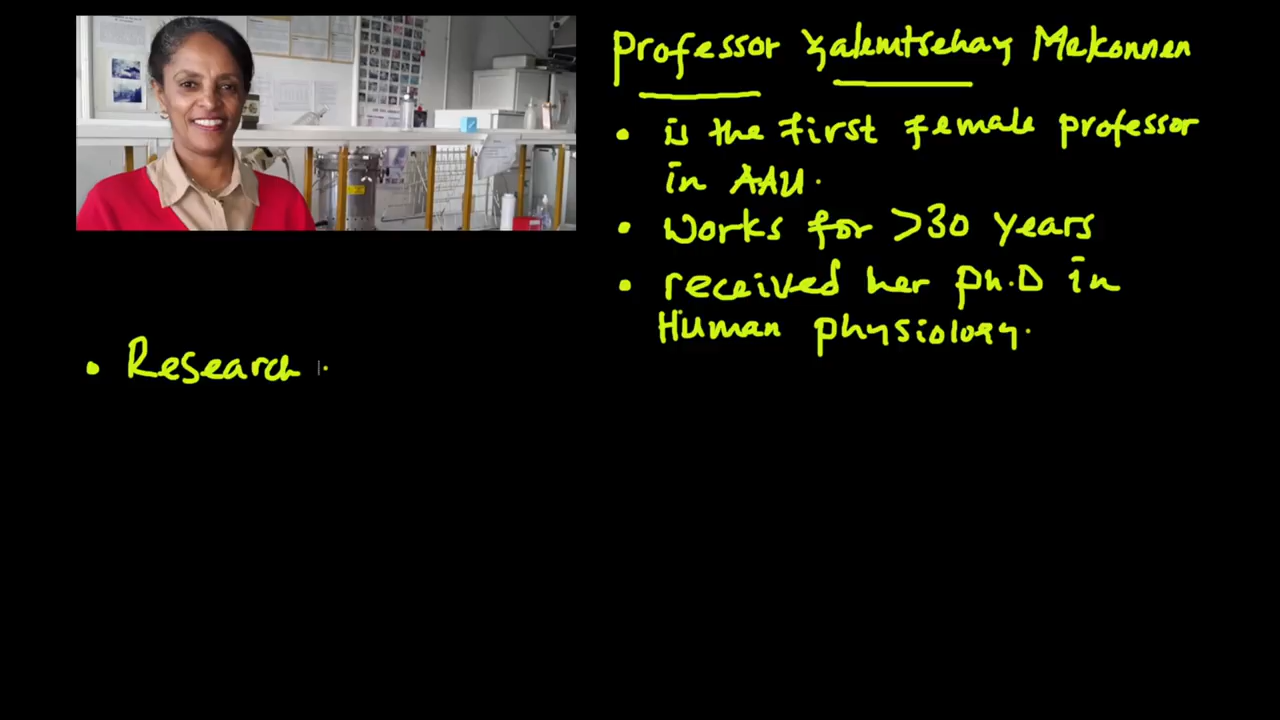 Professor Yalemtsehay Mekonnen
• is the first female professor
in AAU.
• Works for >30 years
• received her Ph.D in
Human physiology.
• Research